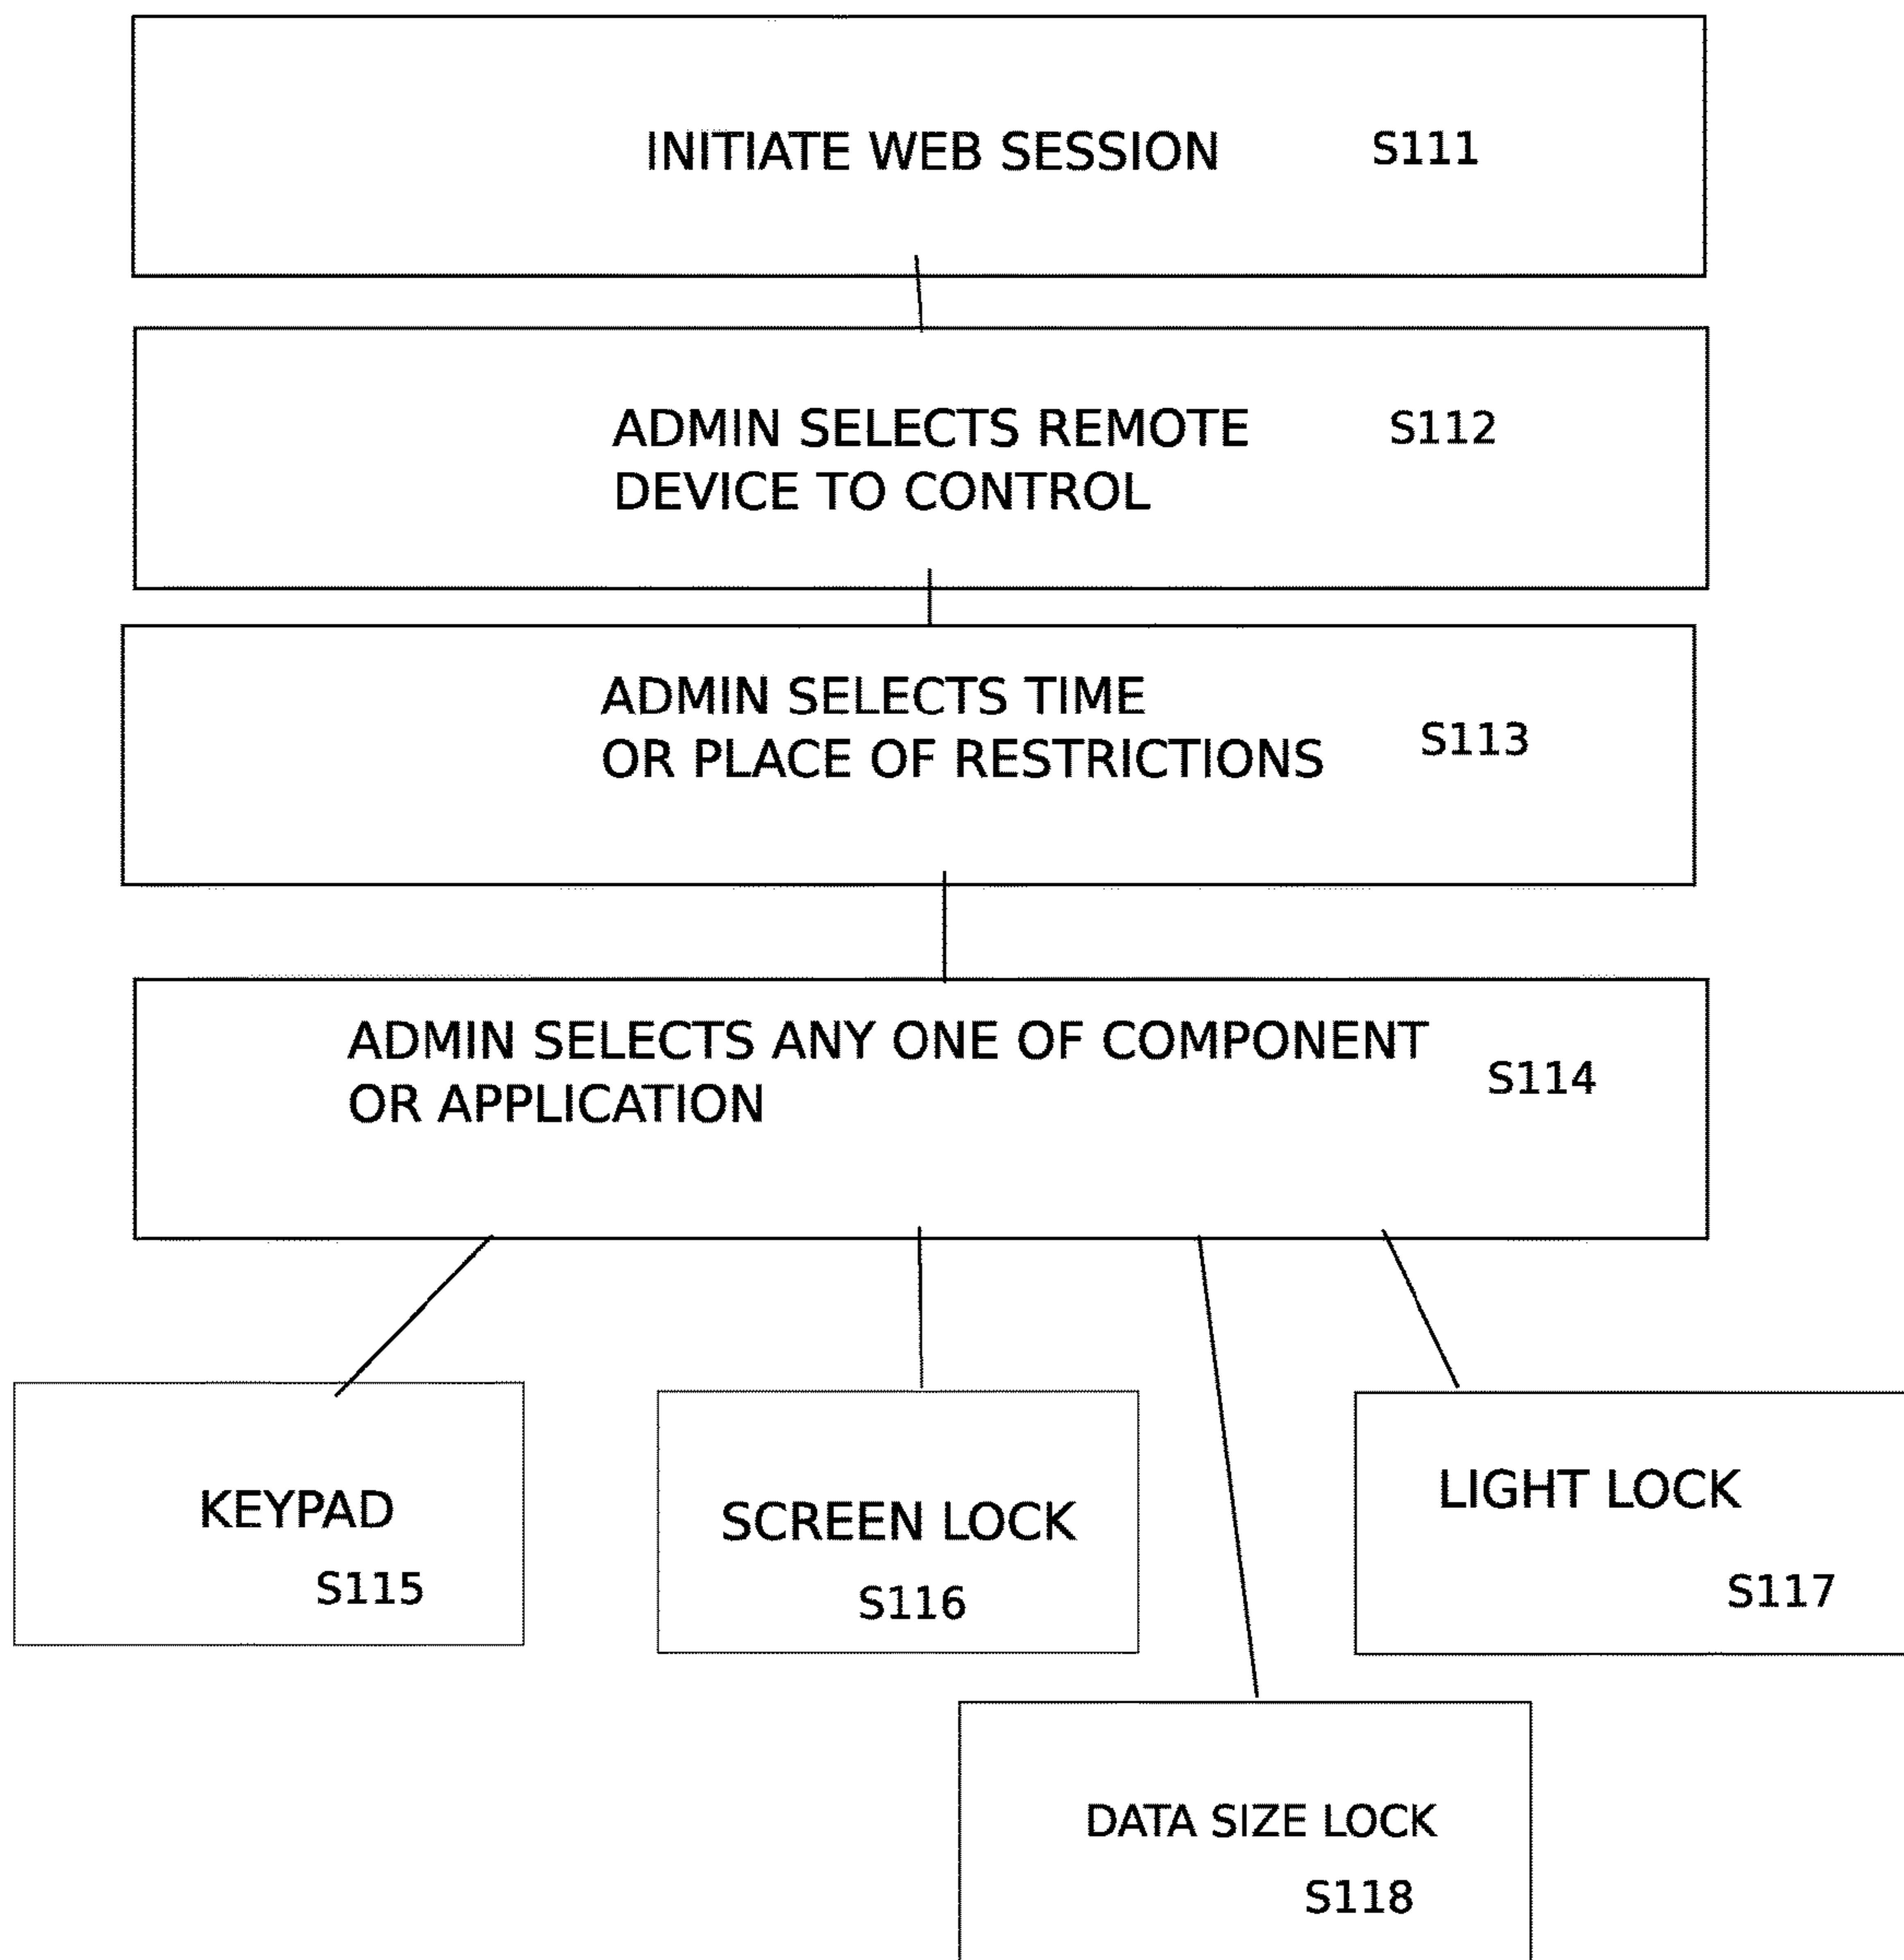 INITIATE WEB SESSION S111
ADMIN SELECTS REMOTE S112
DEVICE TO CONTROL
ADMIN SELECTS TIME
OR PLACE OF RESTRICTIONS S113
ADMIN SELECTS ANY ONE OF COMPONENT
OR APPLICATION S114
KEYPAD
S115
SCREEN LOCK
S116
LIGHT LOCK
S117
DATA SIZE LOCK
S118